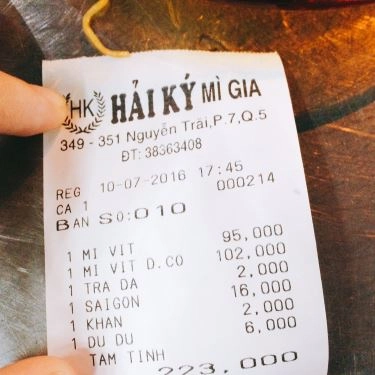 HK HẢI KÝ MÌ GIA
349 - 351 Nguyễn Trãi,P.7,Q.5
ĐT: 38363408
REG 10-07-2016 17:45
CA 1 000214
BAN SO:010
1 MI VIT 95,000
1 MI VIT D.CO 102,000
1 TRA DA 2,000
1 SAIGON 16,000
1 KHAN 2,000
1 DU DU 6,000
TAM TINH 223,000